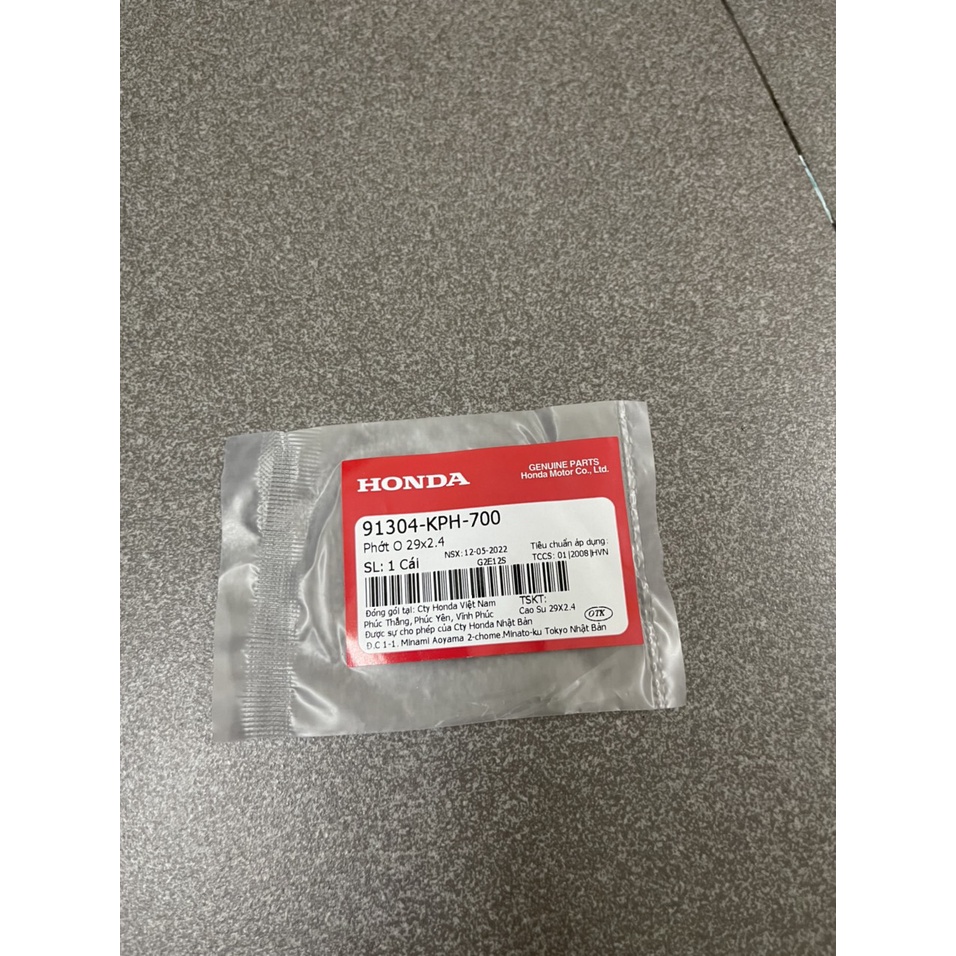 HONDA
GENUINE PARTS
Honda Motor Co., Ltd.
91304-KPH-700
Phớt O 29x2.4
SL: 1 Cái
NSX: 12-05-2022
G2E12S
Tiêu chuẩn áp dụng:
TCCS: 01|2008|HVN
Đóng gói tại: Cty Honda Việt Nam
Phúc Thắng, Phúc Yên, Vĩnh Phúc
Được sự cho phép của Cty Honda Nhật Bản
Đ.C 1-1. Minami Aoyama 2-chome.Minato-ku Tokyo Nhật Bản
TSKT:
Cao Su 29X2.4
OTK